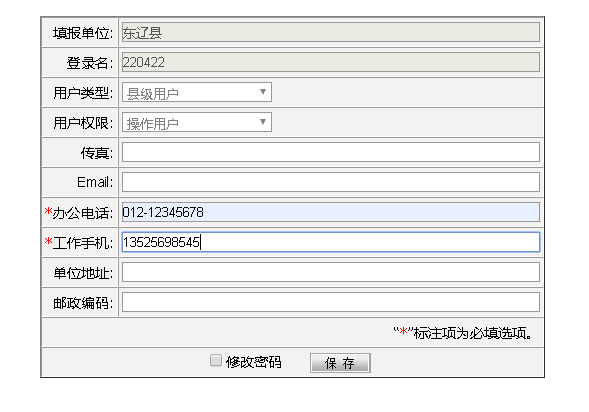 填报单位: 东辽县
登录名: 220422
用户类型: 县级用户
用户权限: 操作用户
传真:
Email:
*办公电话: 012-12345678
*工作手机: 13525698545
单位地址:
邮政编码:
“*”标注项为必填选项。
修改密码 保 存